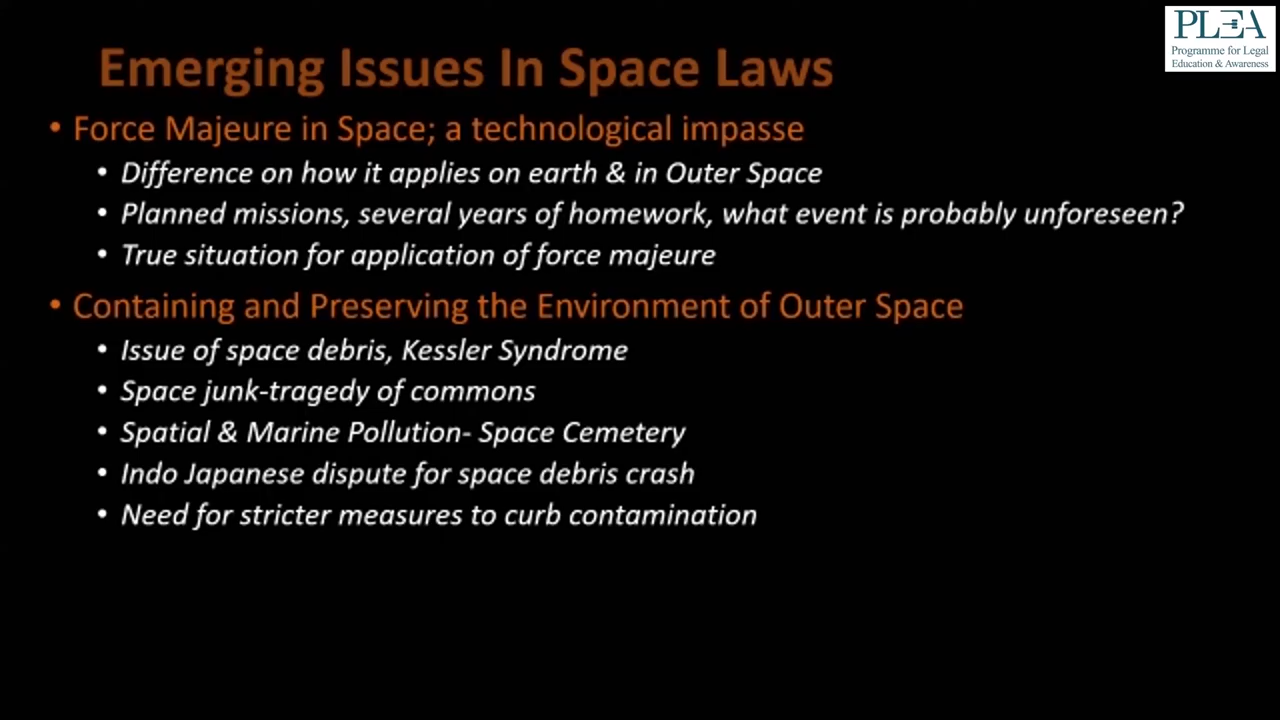 PLEA
Programme for Legal
Education & Awareness
Emerging Issues In Space Laws
• Force Majeure in Space; a technological impasse
• Difference on how it applies on earth & in Outer Space
• Planned missions, several years of homework, what event is probably unforeseen?
• True situation for application of force majeure
• Containing and Preserving the Environment of Outer Space
• Issue of space debris, Kessler Syndrome
• Space junk-tragedy of commons
• Spatial & Marine Pollution- Space Cemetery
• Indo Japanese dispute for space debris crash
• Need for stricter measures to curb contamination